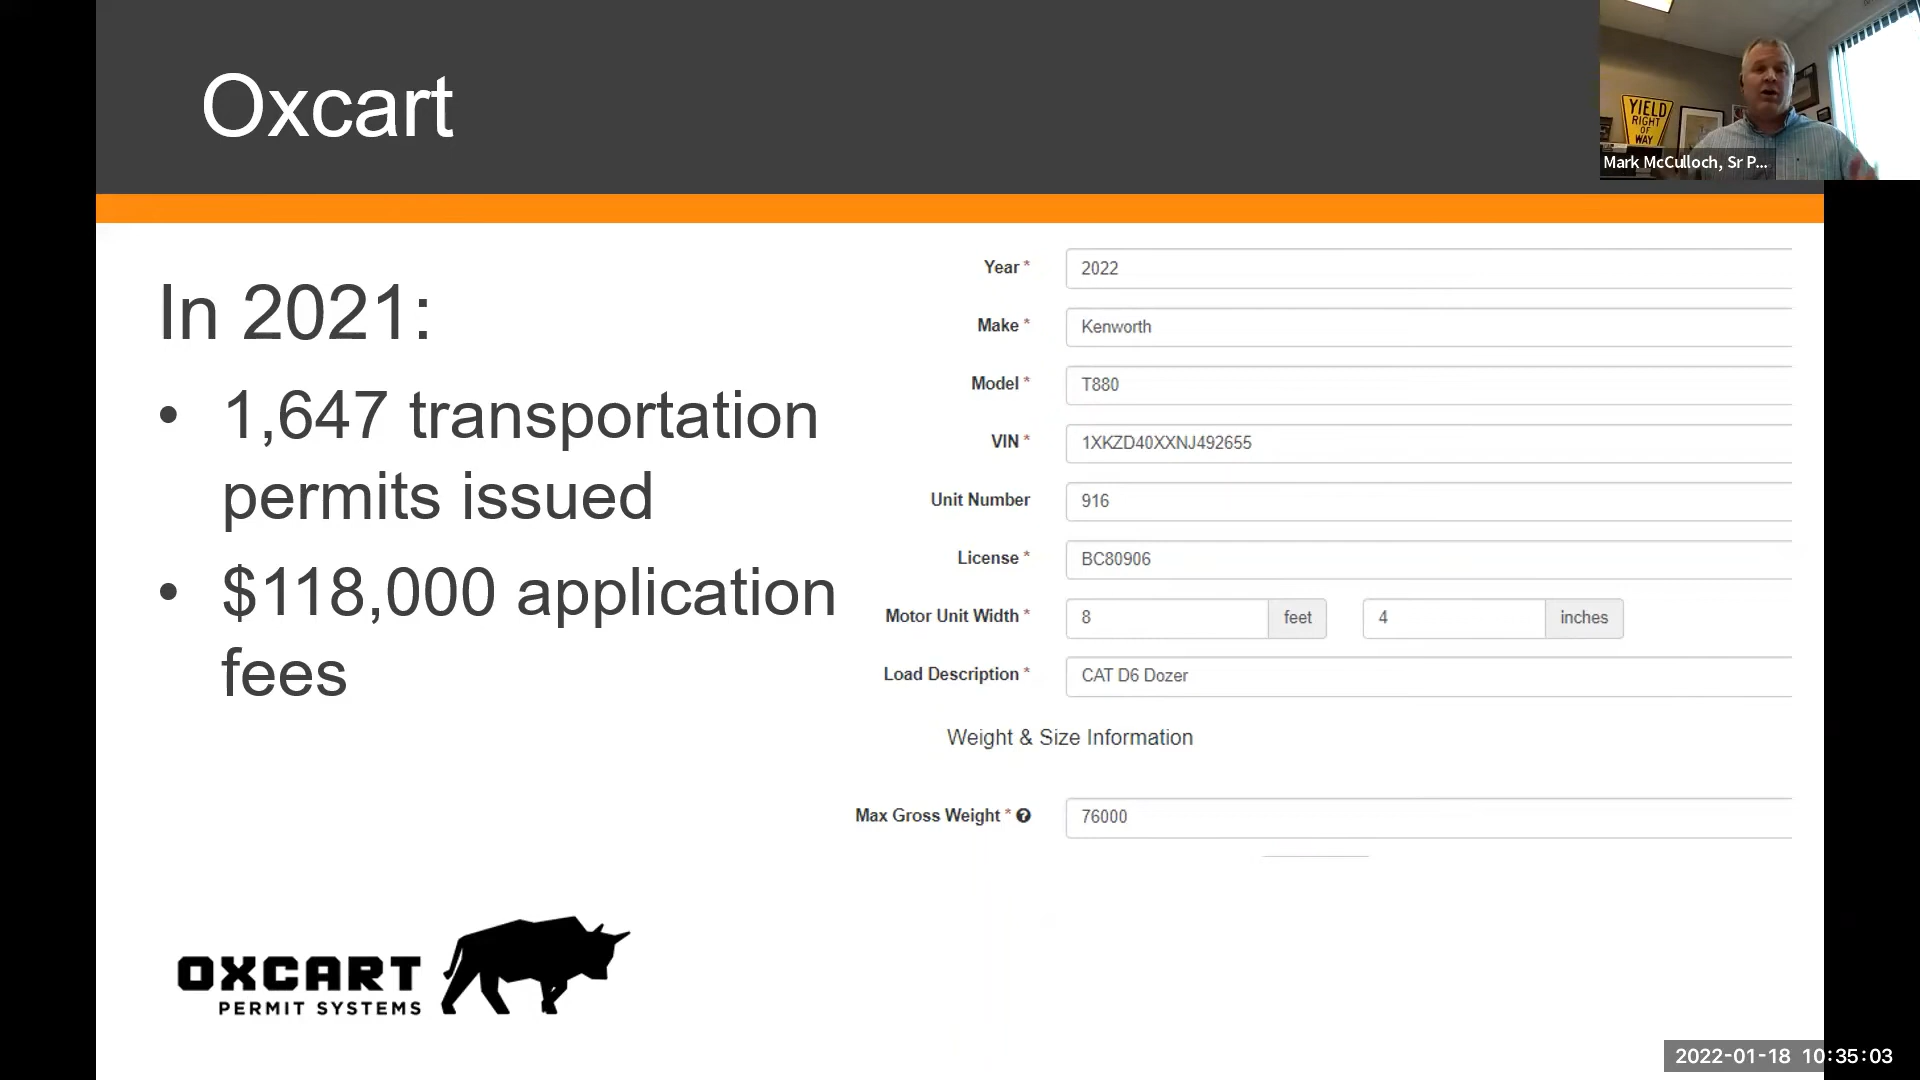 Oxcart
YIELD
RIGHT
OF
WAY
Mark McCulloch, Sr P...
In 2021:
• 1,647 transportation
permits issued
• $118,000 application
fees
Year * 2022
Make * Kenworth
Model * T880
VIN * 1XKZD40XXNJ492655
Unit Number 916
License * BC80906
Motor Unit Width * 8 feet 4 inches
Load Description * CAT D6 Dozer
Weight & Size Information
Max Gross Weight * ? 76000
OXCART
PERMIT SYSTEMS
2022-01-18 10:35:03